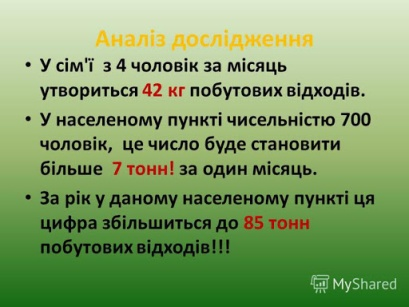 Аналіз дослідження
• У сім'ї з 4 чоловік за місяць
утвориться 42 кг побутових відходів.
• У населеному пункті чисельністю 700
чоловік, це число буде становити
більше 7 тонн! за один місяць.
• За рік у даному населеному пункті ця
цифра збільшиться до 85 тонн
побутових відходів!!!
MyShared